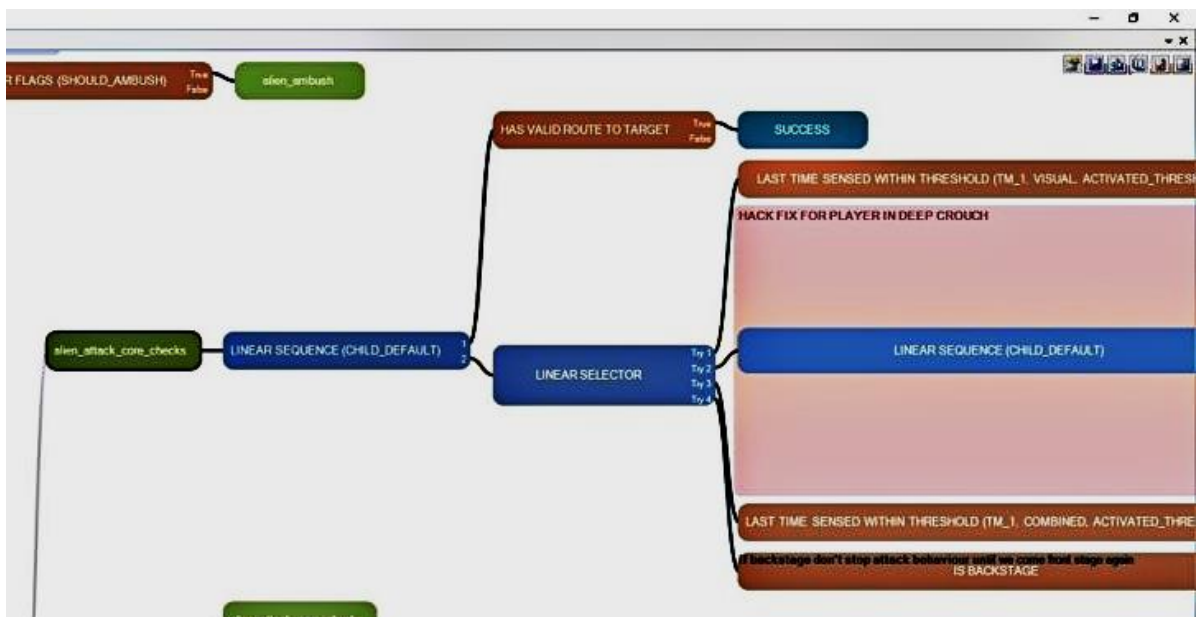 R FLAGS (SHOULD_AMBUSH)
True
False
alien_ambush
HAS VALID ROUTE TO TARGET
True
False
SUCCESS
LAST TIME SENSED WITHIN THRESHOLD (TM_1, VISUAL, ACTIVATED_THRESH
HACK FIX FOR PLAYER IN DEEP CROUCH
alien_attack_core_checks
LINEAR SEQUENCE (CHILD_DEFAULT)
1
2
LINEAR SELECTOR
Try 1
Try 2
Try 3
Try 4
LINEAR SEQUENCE (CHILD_DEFAULT)
LAST TIME SENSED WITHIN THRESHOLD (TM_1, COMBINED, ACTIVATED_THRE
If backstage don't stop attack behaviour until we come front stage again
IS BACKSTAGE